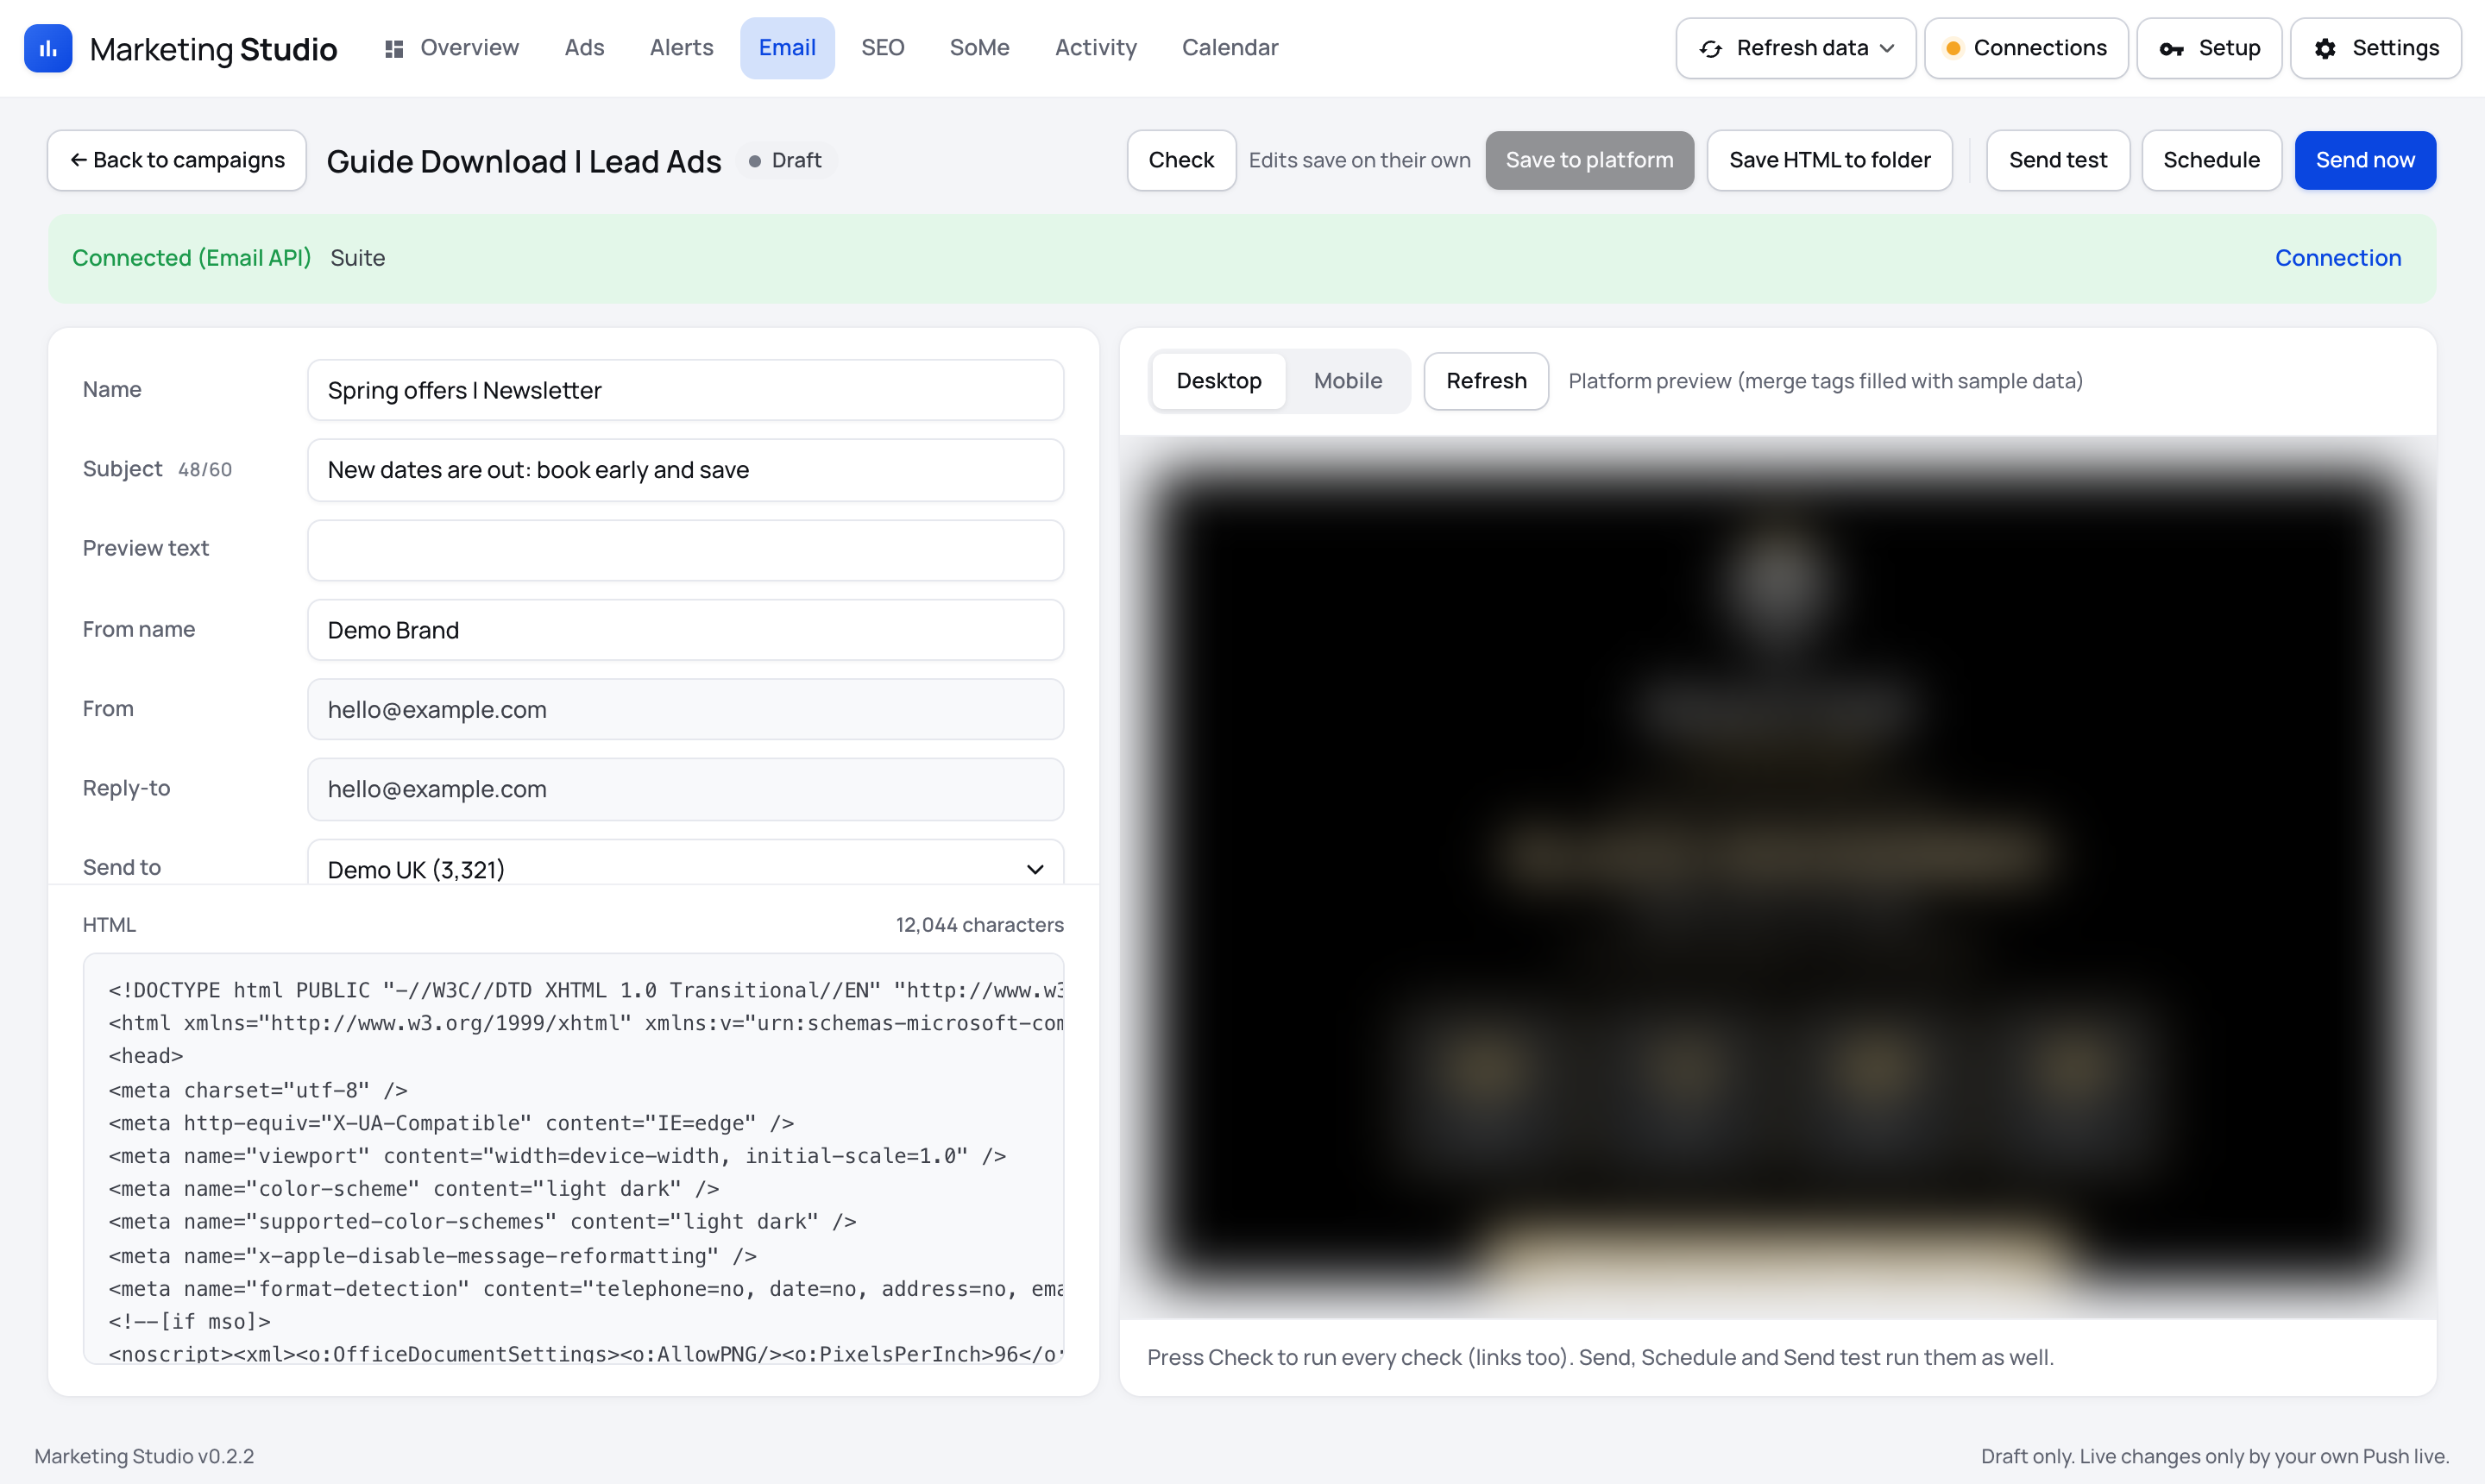 Marketing Studio
Overview
Ads
Alerts
Email
SEO
SoMe
Activity
Calendar
Refresh data
Connections
Setup
Settings
← Back to campaigns
Guide Download | Lead Ads
Draft
Check
Edits save on their own
Save to platform
Save HTML to folder
Send test
Schedule
Send now
Connected (Email API) Suite
Connection
Name
Spring offers | Newsletter
Subject 48/60
New dates are out: book early and save
Preview text
From name
Demo Brand
From
hello@example.com
Reply-to
hello@example.com
Send to
Demo UK (3,321)
HTML
12,044 characters
<!DOCTYPE html PUBLIC "-//W3C//DTD XHTML 1.0 Transitional//EN" "http://www.w3
<html xmlns="http://www.w3.org/1999/xhtml" xmlns:v="urn:schemas-microsoft-com
<head>
<meta charset="utf-8" />
<meta http-equiv="X-UA-Compatible" content="IE=edge" />
<meta name="viewport" content="width=device-width, initial-scale=1.0" />
<meta name="color-scheme" content="light dark" />
<meta name="supported-color-schemes" content="light dark" />
<meta name="x-apple-disable-message-reformatting" />
<meta name="format-detection" content="telephone=no, date=no, address=no, ema
<!--[if mso]>
<noscript><xml><o:OfficeDocumentSettings><o:AllowPNG/><o:PixelsPerInch>96</o:
Desktop
Mobile
Refresh
Platform preview (merge tags filled with sample data)
Press Check to run every check (links too). Send, Schedule and Send test run them as well.
Marketing Studio v0.2.2
Draft only. Live changes only by your own Push live.